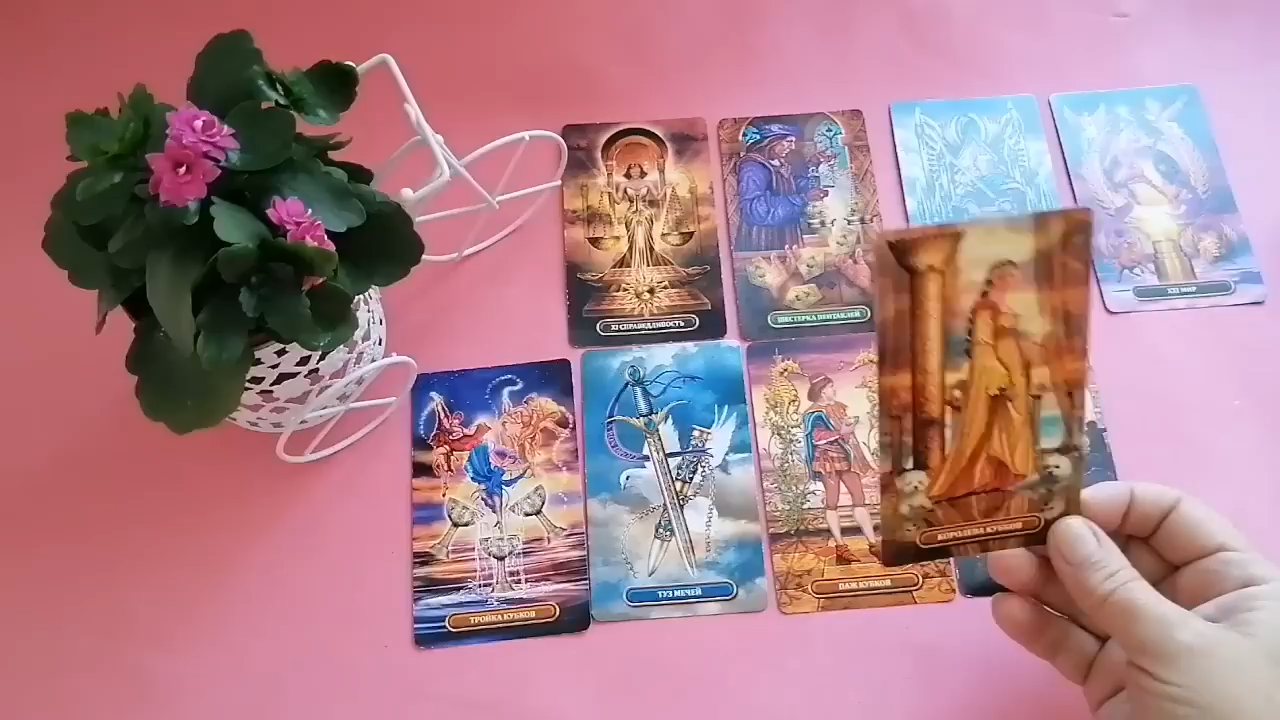 XI СПРАВЕДЛИВОСТЬ
ШЕСТЕРКА ПЕНТАКЛЕЙ
XXI МИР
ТРОЙКА КУБКОВ
ТУЗ МЕЧЕЙ
ПАЖ КУБКОВ
КОРОЛЕВА КУБКОВ